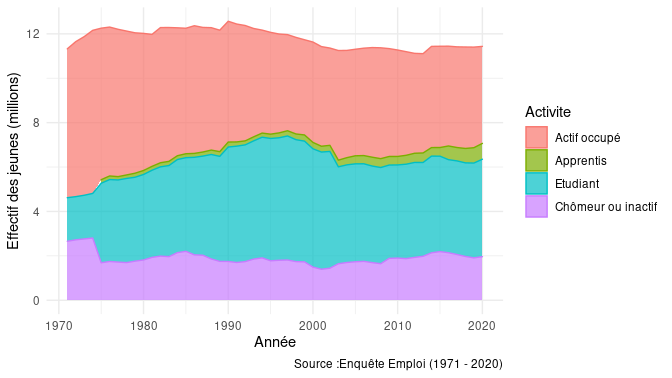 Effectif des jeunes (millions)
12
8
4
0
1970
1980
1990
2000
2010
2020
Année
Source :Enquête Emploi (1971 - 2020)
Activite
Actif occupé
Apprentis
Etudiant
Chômeur ou inactif